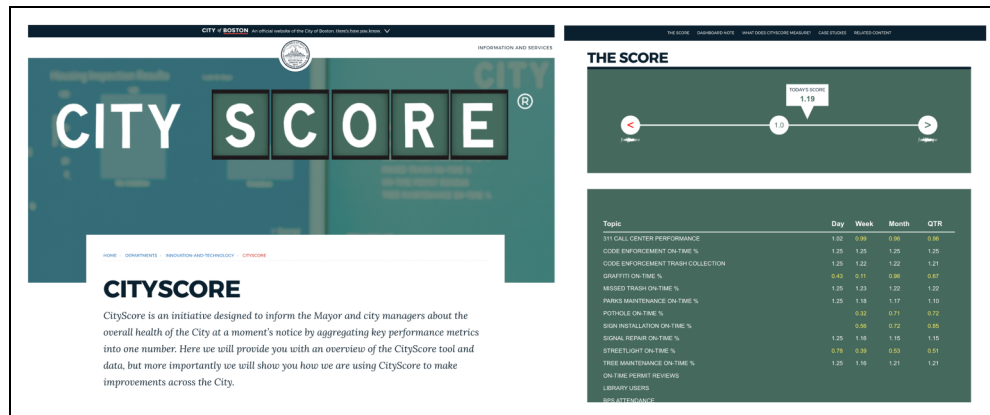 CITY of BOSTON An official website of the City of Boston. Here's how you know.
INFORMATION AND SERVICES
CITY
CITY SCORE®
HOME › DEPARTMENTS › INNOVATION-AND-TECHNOLOGY › CITYSCORE
CITYSCORE
CityScore is an initiative designed to inform the Mayor and city managers about the
overall health of the City at a moment's notice by aggregating key performance metrics
into one number. Here we will provide you with an overview of the CityScore tool and
data, but more importantly we will show you how we are using CityScore to make
improvements across the City.
THE SCORE DASHBOARD NOTE WHAT DOES CITYSCORE MEASURE? CASE STUDIES RELATED CONTENT
THE SCORE
TODAY'S SCORE
1.19
< 1.0 >
Topic Day Week Month QTR
311 CALL CENTER PERFORMANCE 1.02 0.99 0.96 0.96
CODE ENFORCEMENT ON-TIME % 1.25 1.25 1.25 1.25
CODE ENFORCEMENT TRASH COLLECTION 1.25 1.22 1.22 1.21
GRAFFITI ON-TIME % 0.43 0.11 0.98 0.67
MISSED TRASH ON-TIME % 1.25 1.23 1.22 1.22
PARKS MAINTENANCE ON-TIME % 1.25 1.18 1.17 1.10
POTHOLE ON-TIME % 0.32 0.71 0.72
SIGN INSTALLATION ON-TIME % 0.56 0.72 0.85
SIGNAL REPAIR ON-TIME % 1.25 1.16 1.15 1.15
STREETLIGHT ON-TIME % 0.78 0.39 0.53 0.51
TREE MAINTENANCE ON-TIME % 1.25 1.16 1.21 1.21
ON-TIME PERMIT REVIEWS
LIBRARY USERS
BPS ATTENDANCE